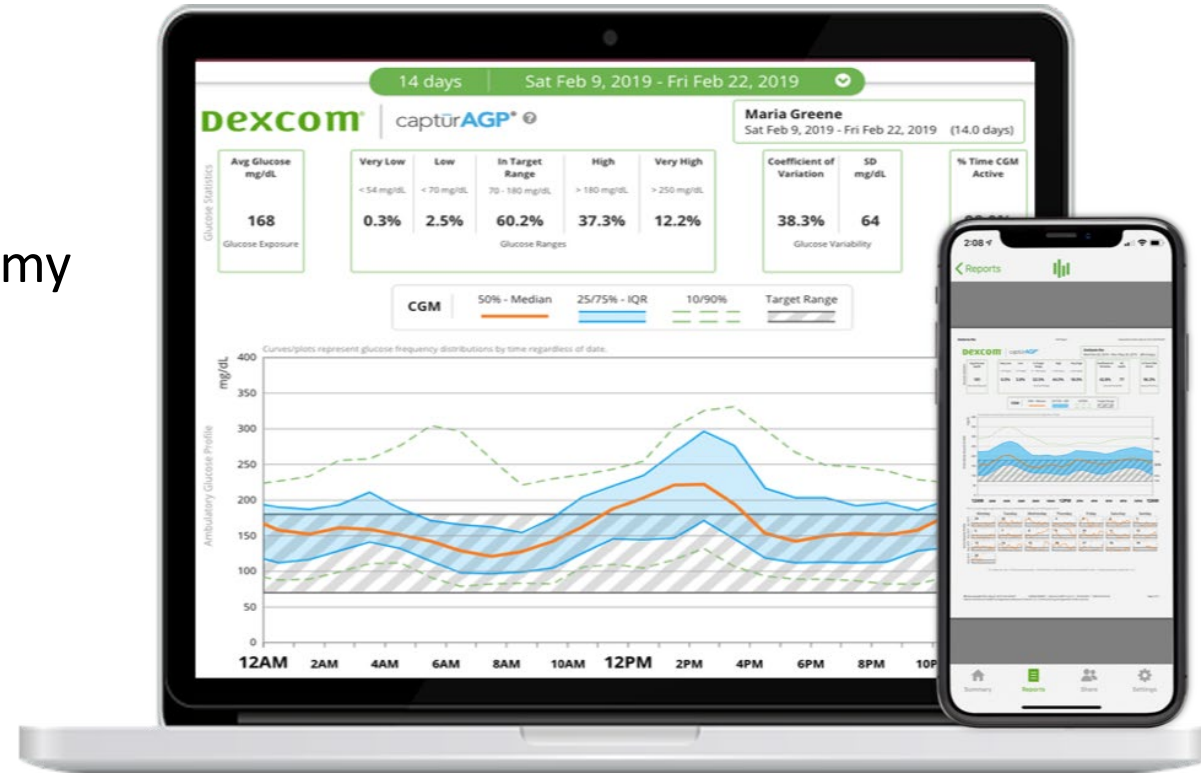 my
14 days
Sat Feb 9, 2019 - Fri Feb 22, 2019
Dexcom
captūrAGP®
Maria Greene
Sat Feb 9, 2019 - Fri Feb 22, 2019 (14.0 days)
Glucose Statistics
Avg Glucose
mg/dL
168
Glucose Exposure
Very Low Low In Target Range High Very High
< 54 mg/dL < 70 mg/dL 70 - 180 mg/dL > 180 mg/dL > 250 mg/dL
0.3% 2.5% 60.2% 37.3% 12.2%
Glucose Ranges
Coefficient of Variation SD mg/dL
38.3% 64
Glucose Variability
% Time CGM
Active
CGM 50% - Median 25/75% - IQR 10/90% Target Range
Curves/plots represent glucose frequency distributions by time regardless of date.
Ambulatory Glucose Profile
mg/dL
400
350
300
250
200
150
100
50
0
12AM 2AM 4AM 6AM 8AM 10AM 12PM 2PM 4PM 6PM 8PM
2:08
Reports
Dexcom captūrAGP
Summary Reports Share Settings